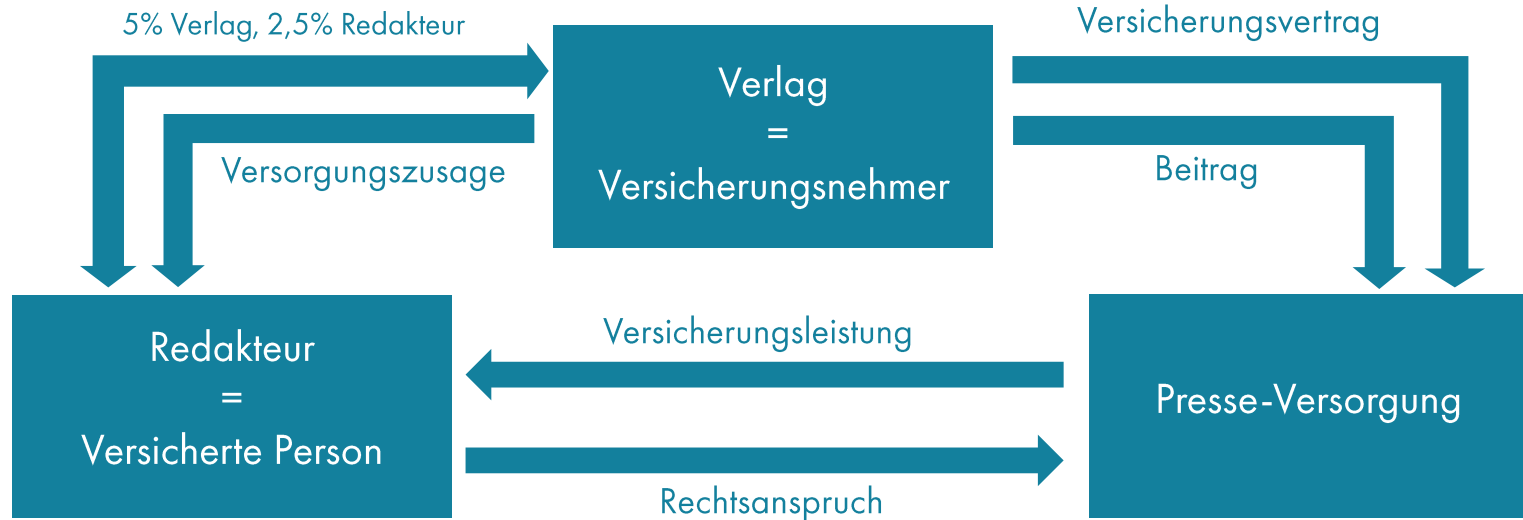 5% Verlag, 2,5% Redakteur
Versicherungsvertrag
Verlag
=
Versicherungsnehmer
Versorgungszusage
Beitrag
Redakteur
=
Versicherte Person
Versicherungsleistung
Rechtsanspruch
Presse-Versorgung